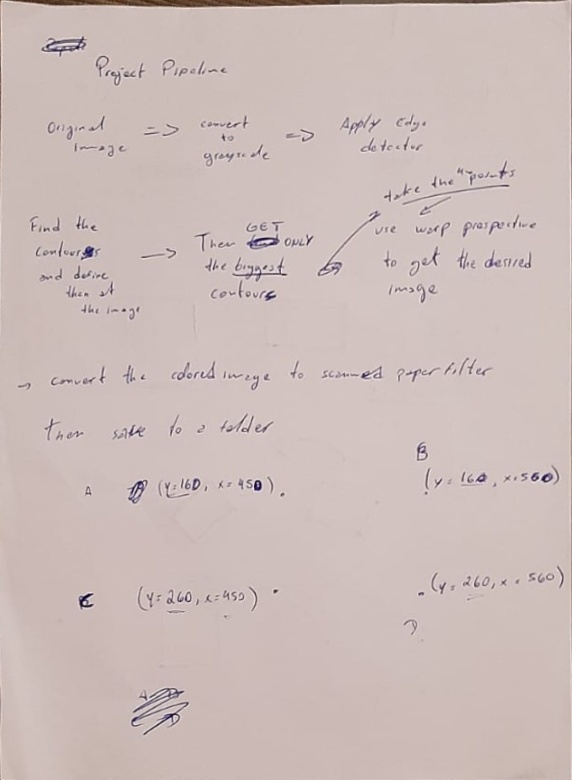 Project Pipeline
Original image => convert to grayscale => Apply Edge detector
Find the contours and define them at the image -> Then GET ONLY the biggest contours
take the 4 points
use warp prospective to get the desired image
-> convert the colored image to scanned paper filter
Then save to a folder
A (y=160, x=450) .
B
(y=160, x=560)
C (y=260, x=450) .
. (y=260, x=560)
D